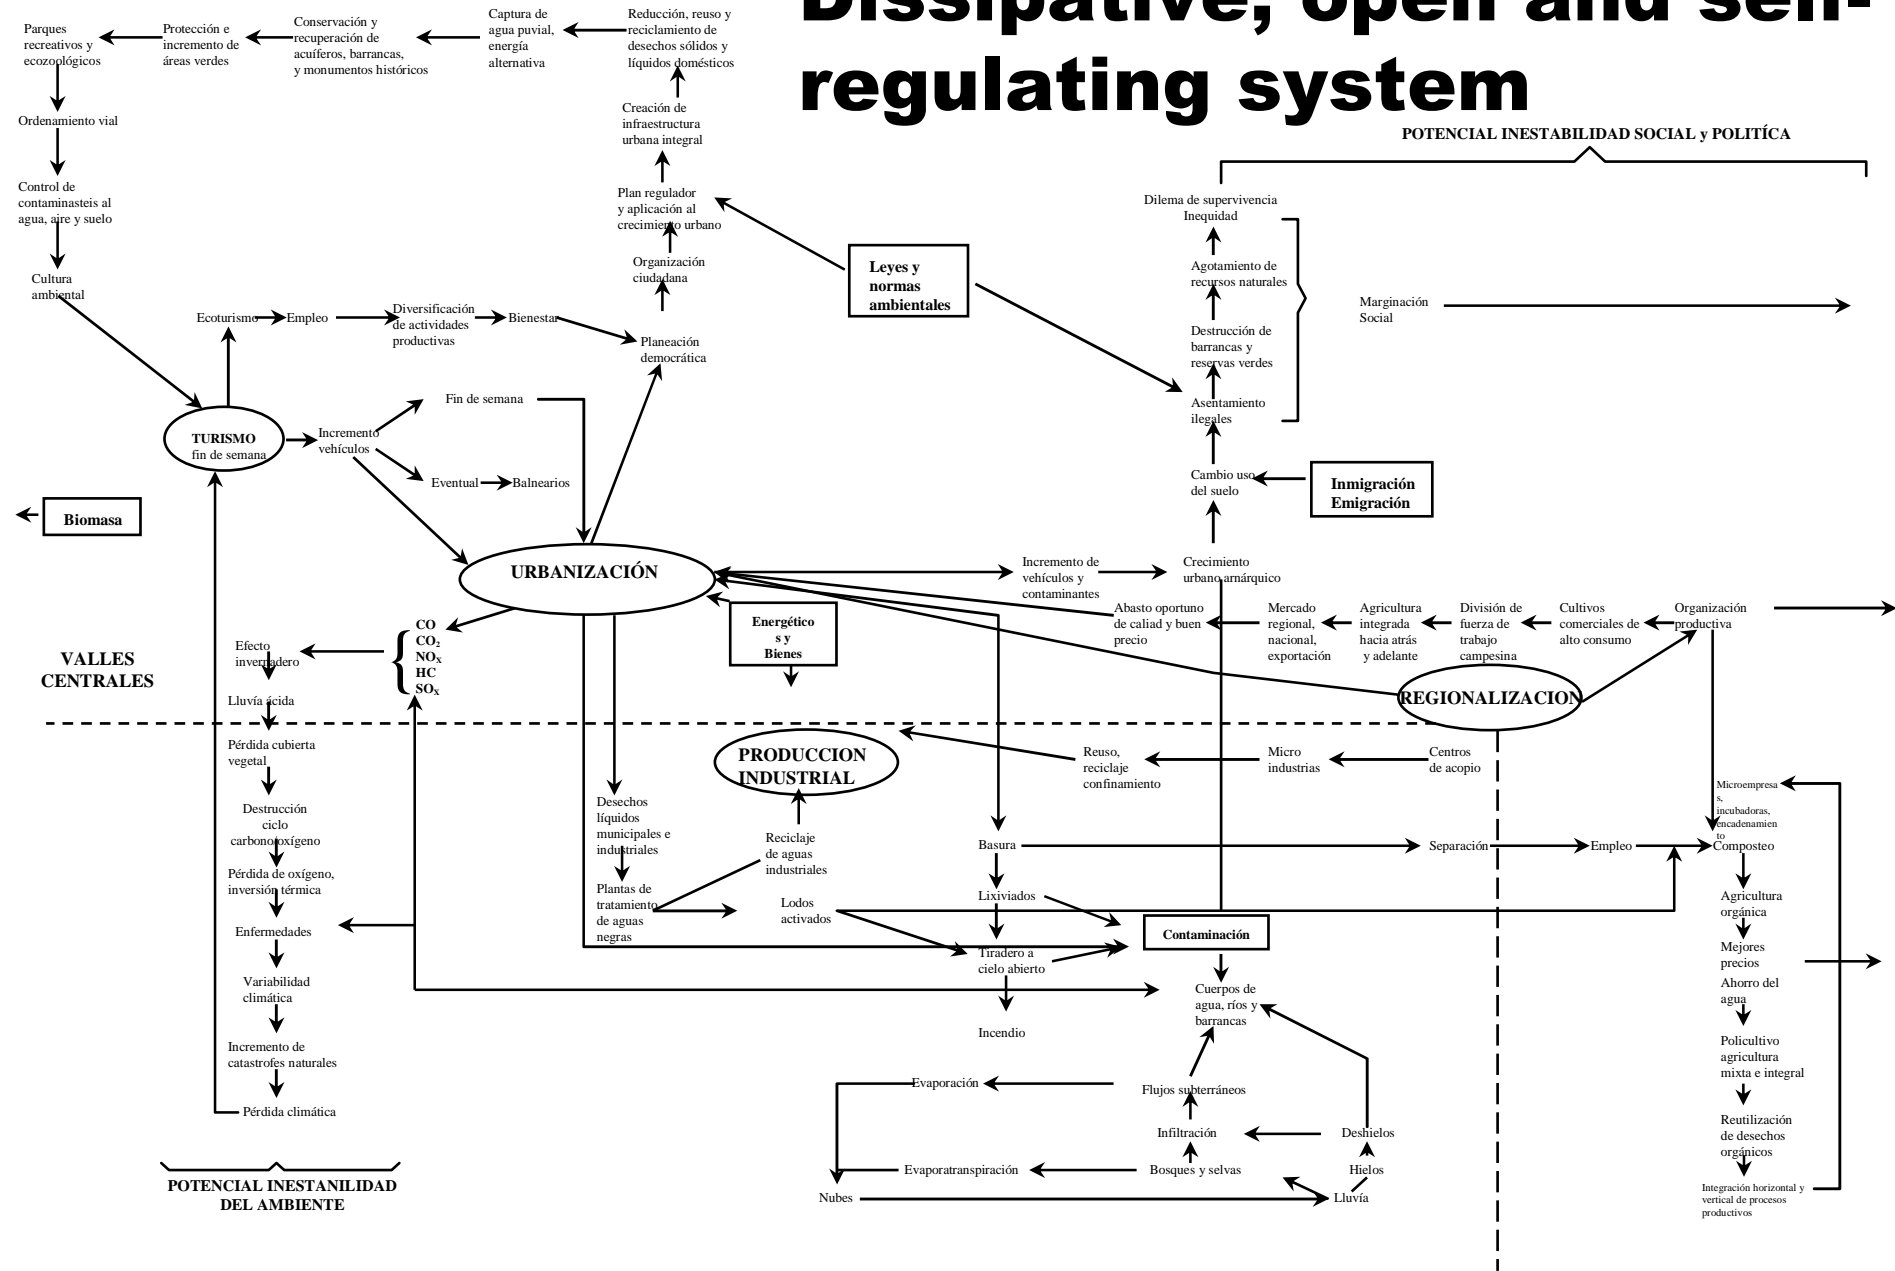 Dissipative, open and self-
regulating system
Parques
recreativos y
ecozoológicos
Protección e
incremento de
áreas verdes
Conservación y
recuperación de
acuíferos, barrancas,
y monumentos históricos
Captura de
agua puvial,
energía
alternativa
Reducción, reuso y
reciclamiento de
desechos sólidos y
líquidos domésticos
Creación de
infraestructura
urbana integral
Plan regulador
y aplicación al
crecimiento urbano
Organización
ciudadana
Planeación
democrática
Ordenamiento vial
Control de
contaminasteis al
agua, aire y suelo
Cultura
ambiental
Ecoturismo
Empleo
Diversificación
de actividades
productivas
Bienestar
Leyes y
normas
ambientales
POTENCIAL INESTABILIDAD SOCIAL y POLITÍCA
Dilema de supervivencia
Inequidad
Agotamiento de
recursos naturales
Destrucción de
barrancas y
reservas verdes
Asentamiento
ilegales
Cambio uso
del suelo
Marginación
Social
Inmigración
Emigración
TURISMO
fin de semana
Incremento
vehículos
Fin de semana
Eventual
Balnearios
Biomasa
URBANIZACIÓN
Incremento de
vehículos y
contaminantes
Crecimiento
urbano arnárquico
Abasto oportuno
de caliad y buen
precio
Mercado
regional,
nacional,
exportación
Agricultura
integrada
hacia atrás
y adelante
División de
fuerza de
trabajo
campesina
Cultivos
comerciales de
alto consumo
Organización
productiva
Energético
s y
Bienes
CO
CO2
NOX
HC
SOX
Efecto
invernadero
Lluvía ácida
VALLES
CENTRALES
REGIONALIZACION
Pérdida cubierta
vegetal
Destrucción
ciclo
carbono-oxígeno
Pérdida de oxígeno,
inversión térmica
Enfermedades
Variabilidad
climática
Incremento de
catastrofes naturales
Pérdida climática
POTENCIAL INESTANILIDAD
DEL AMBIENTE
PRODUCCION
INDUSTRIAL
Reuso,
reciclaje
confinamiento
Micro
industrias
Centros
de acopio
Desechos
líquidos
municipales e
industriales
Plantas de
tratamiento
de aguas
negras
Reciclaje
de aguas
industriales
Lodos
activados
Basura
Lixiviados
Tiradero a
cielo abierto
Incendio
Separación
Empleo
Microempresa
s,
incubadoras,
encadenamien
to
Composteo
Agricultura
orgánica
Mejores
precios
Ahorro del
agua
Policultivo
agricultura
mixta e integral
Reutilización
de desechos
orgánicos
Integración horizontal y
vertical de procesos
productivos
Contaminación
Cuerpos de
agua, ríos y
barrancas
Evaporación
Flujos subterráneos
Infiltración
Deshielos
Evaporatranspiración
Bosques y selvas
Hielos
Nubes
Lluvía